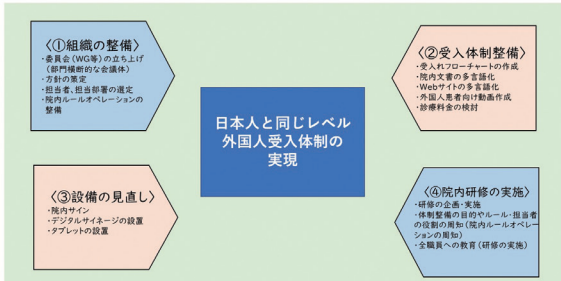 〈①組織の整備〉
・委員会(WG等)の立ち上げ
(部門横断的な会議体)
・方針の策定
・担当者、担当部署の選定
・院内ルールオペレーションの
整備
〈②受入体制整備〉
・受入れフローチャートの作成
・院内文書の多言語化
・Webサイトの多言語化
・外国人患者向け動画作成
・診療料金の検討
日本人と同じレベル
外国人受入体制の
実現
〈③設備の見直し〉
・院内サイン
・デジタルサイネージの設置
・タブレットの設置
〈④院内研修の実施〉
・研修の企画・実施
・体制整備の目的やルール・担当者
の役割の周知(院内ルールオペレー
ションの周知)
・全職員への教育(研修の実施)